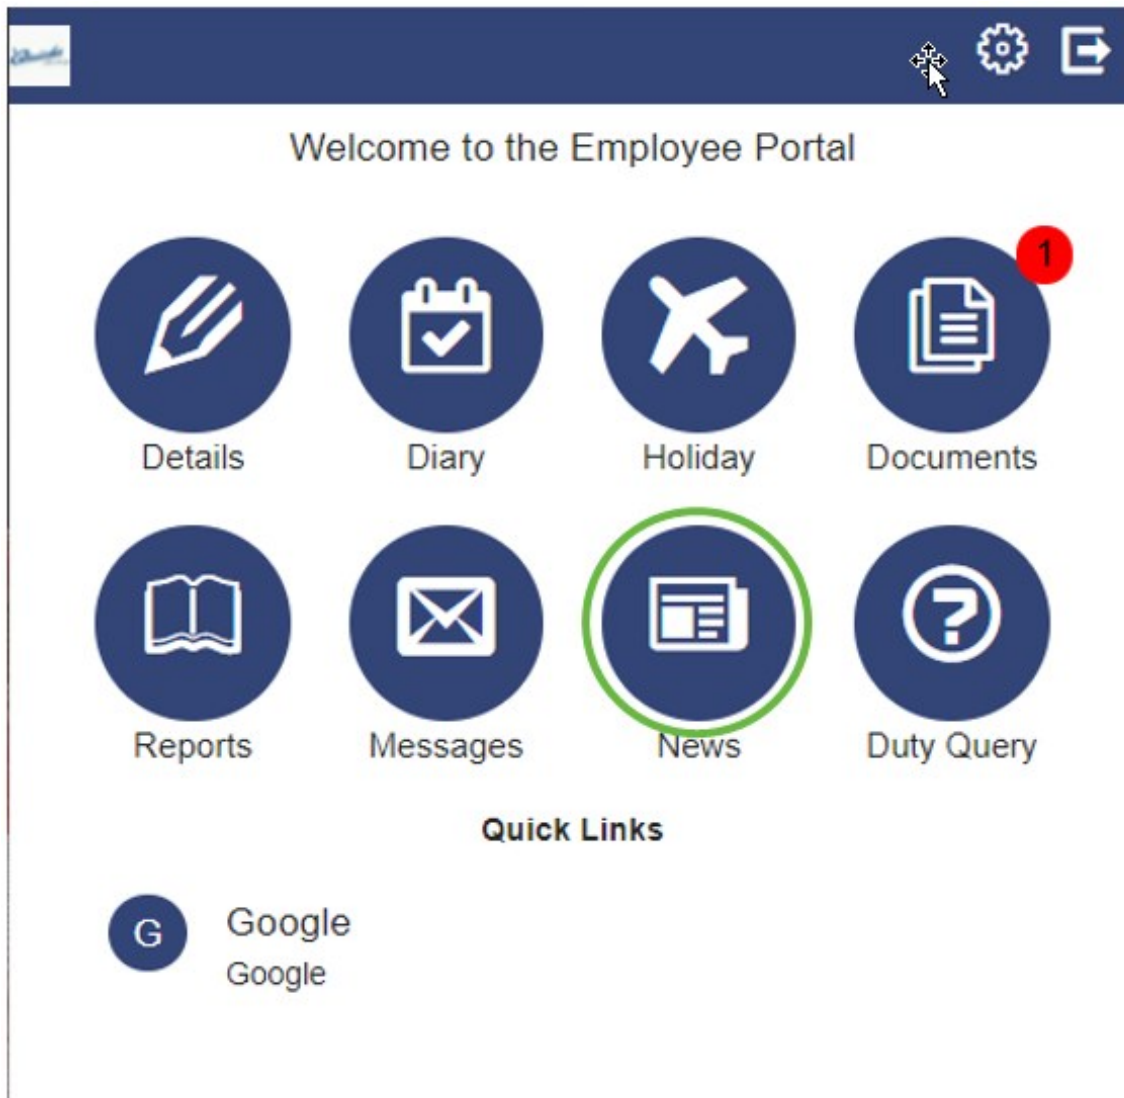 Welcome to the Employee Portal
1
Details Diary Holiday Documents
Reports Messages News Duty Query
Quick Links
G Google
Google